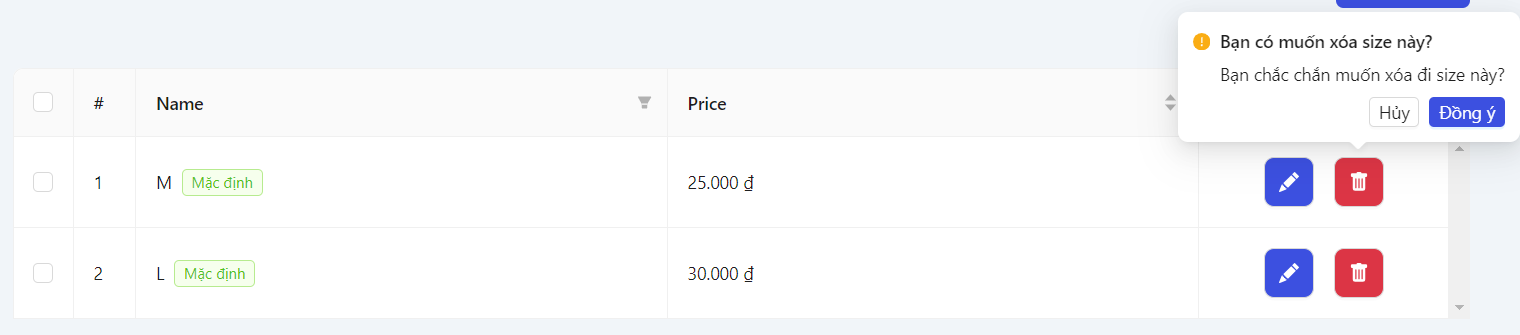 Bạn có muốn xóa size này?
Bạn chắc chắn muốn xóa đi size này?
Hủy Đồng ý
# Name Price
1 M Mặc định 25.000 ₫
2 L Mặc định 30.000 ₫